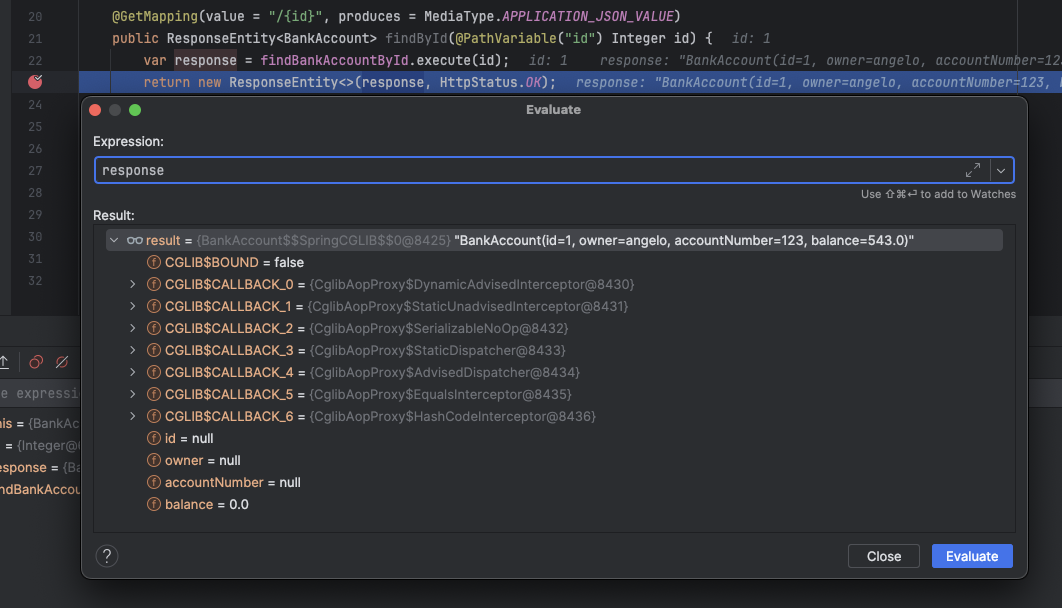 20 @GetMapping(value = "/{id}", produces = MediaType.APPLICATION_JSON_VALUE)
21 public ResponseEntity<BankAccount> findById(@PathVariable("id") Integer id) { id: 1
22 var response = findBankAccountById.execute(id); id: 1 response: "BankAccount(id=1, owner=angelo, accountNumber=123
return new ResponseEntity<>(response, HttpStatus.OK); response: "BankAccount(id=1, owner=angelo, accountNumber=123,
24
25
26
27
28
29
30
31
32
Evaluate
Expression:
response
Use ⇧⌘⏎ to add to Watches
Result:
result = {BankAccount$$SpringCGLIB$$0@8425} "BankAccount(id=1, owner=angelo, accountNumber=123, balance=543.0)"
f CGLIB$BOUND = false
f CGLIB$CALLBACK_0 = {CglibAopProxy$DynamicAdvisedInterceptor@8430}
f CGLIB$CALLBACK_1 = {CglibAopProxy$StaticUnadvisedInterceptor@8431}
f CGLIB$CALLBACK_2 = {CglibAopProxy$SerializableNoOp@8432}
f CGLIB$CALLBACK_3 = {CglibAopProxy$StaticDispatcher@8433}
f CGLIB$CALLBACK_4 = {CglibAopProxy$AdvisedDispatcher@8434}
f CGLIB$CALLBACK_5 = {CglibAopProxy$EqualsInterceptor@8435}
f CGLIB$CALLBACK_6 = {CglibAopProxy$HashCodeInterceptor@8436}
f id = null
f owner = null
f accountNumber = null
f balance = 0.0
? Close Evaluate
e expressi
is = {BankAc
= {Integer@
esponse = {Ba
ndBankAccou